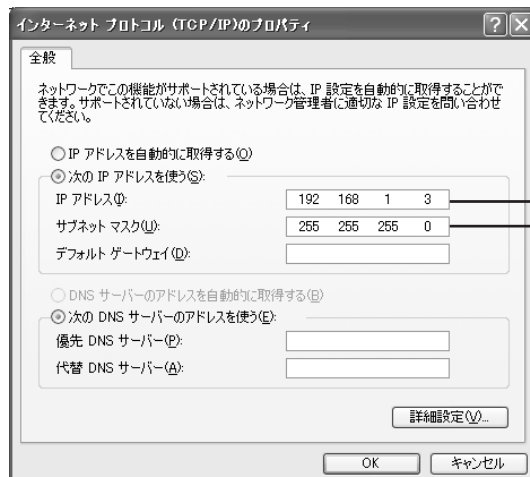 インターネット プロトコル (TCP/IP)のプロパティ
全般
ネットワークでこの機能がサポートされている場合は、IP 設定を自動的に取得することがで
きます。サポートされていない場合は、ネットワーク管理者に適切な IP 設定を問い合わせ
てください。
IP アドレスを自動的に取得する(O)
次の IP アドレスを使う(S):
IP アドレス(I): 192 168 1 3
サブネット マスク(U): 255 255 255 0
デフォルト ゲートウェイ(D):
DNS サーバーのアドレスを自動的に取得する(B)
次の DNS サーバーのアドレスを使う(E):
優先 DNS サーバー(P):
代替 DNS サーバー(A):
詳細設定(V)...
OK キャンセル